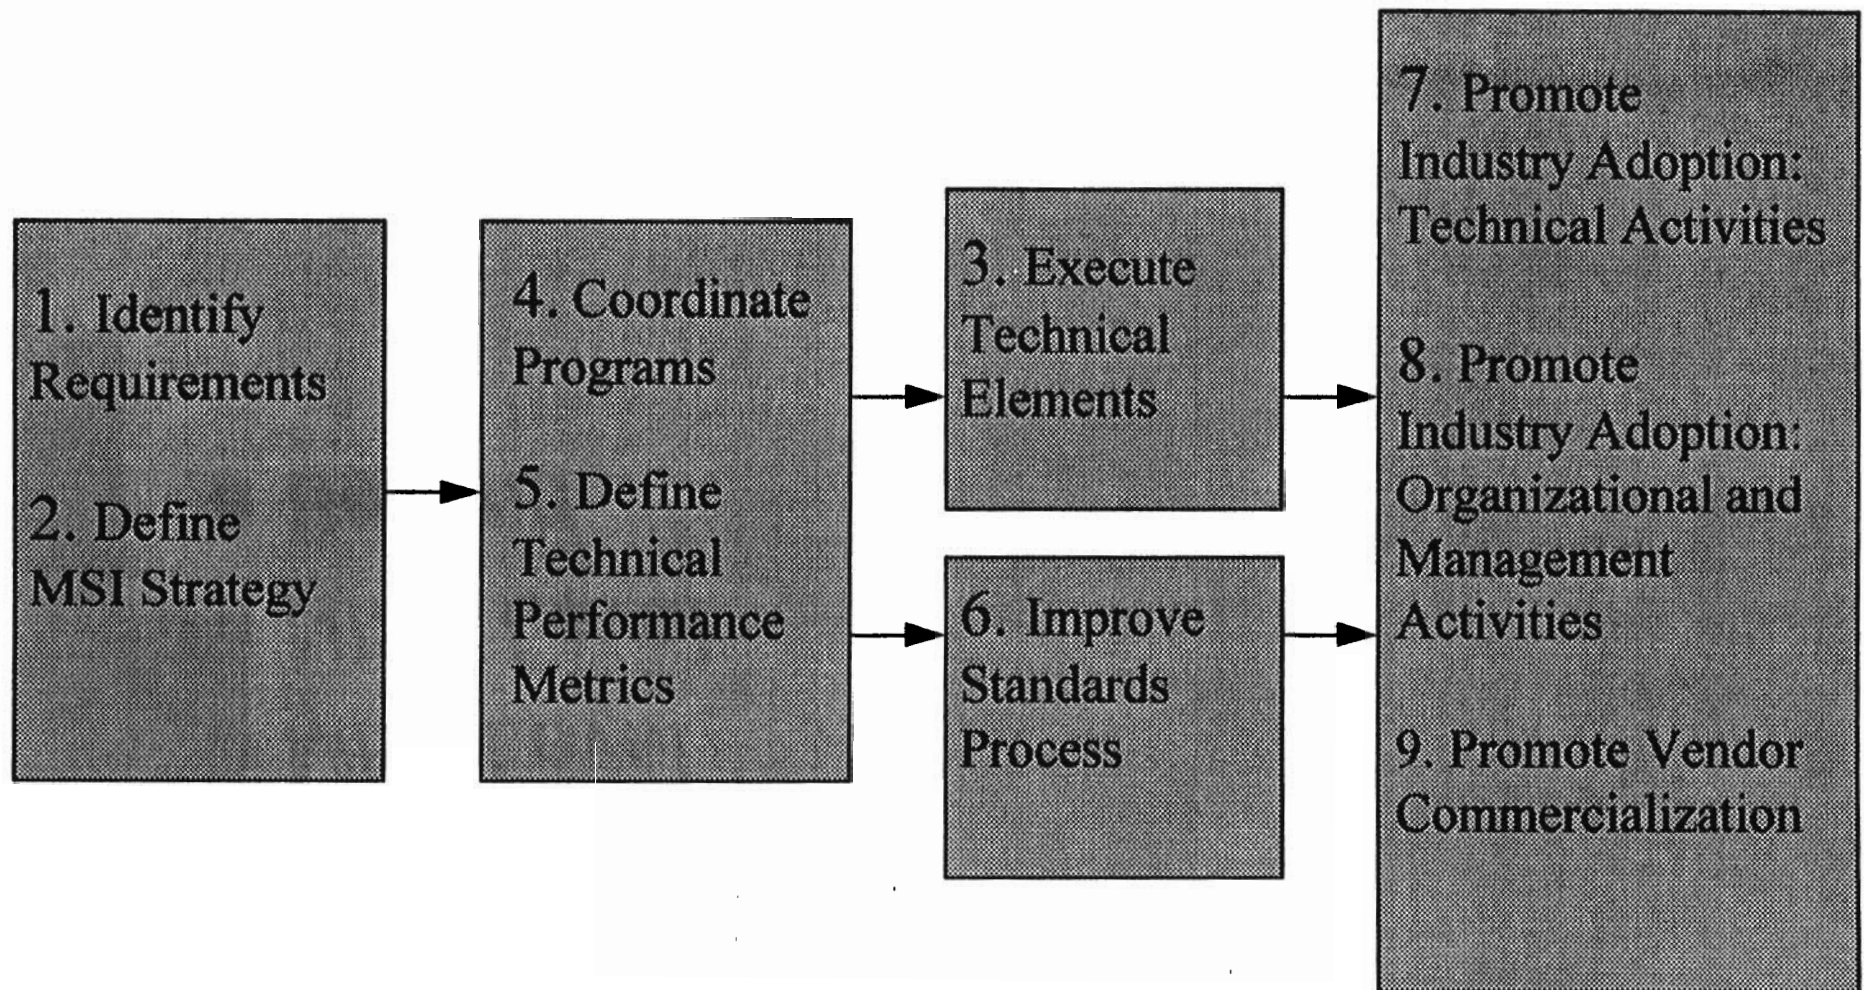 1. Identify
Requirements
2. Define
MSI Strategy
4. Coordinate
Programs
5. Define
Technical
Performance
Metrics
3. Execute
Technical
Elements
6. Improve
Standards
Process
7. Promote
Industry Adoption:
Technical Activities
8. Promote
Industry Adoption:
Organizational and
Management
Activities
9. Promote Vendor
Commercialization